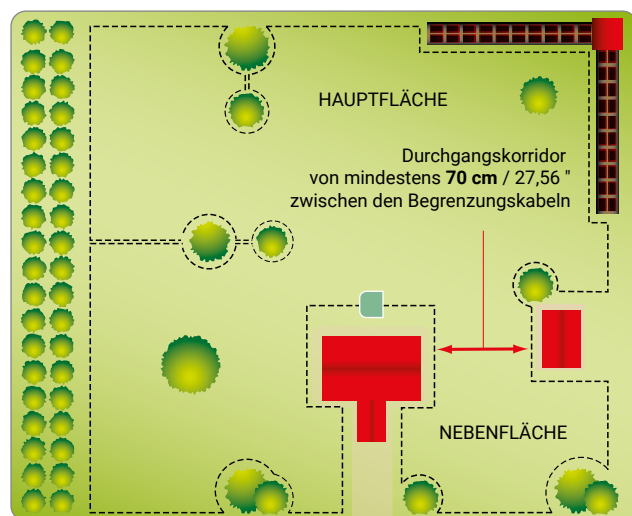 HAUPTFLÄCHE
Durchgangskorridor
von mindestens 70 cm / 27,56 "
zwischen den Begrenzungskabeln
NEBENFLÄCHE